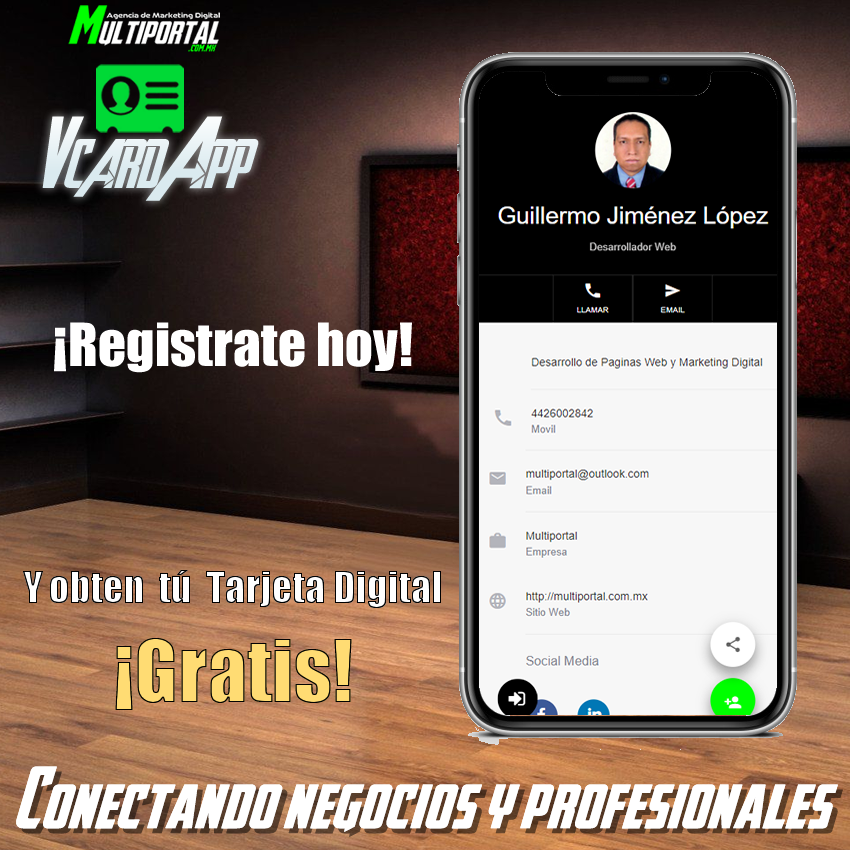 Agencia de Marketing Digital
MULTIPORTAL
.COM.MX
VCARDAPP
¡Registrate hoy!
Y obten tú Tarjeta Digital
¡Gratis!
Guillermo Jiménez López
Desarrollador Web
LLAMAR
EMAIL
Desarrollo de Paginas Web y Marketing Digital
4426002842
Movil
multiportal@outlook.com
Email
Multiportal
Empresa
http://multiportal.com.mx
Sitio Web
Social Media
CONECTANDO NEGOCIOS Y PROFESIONALES